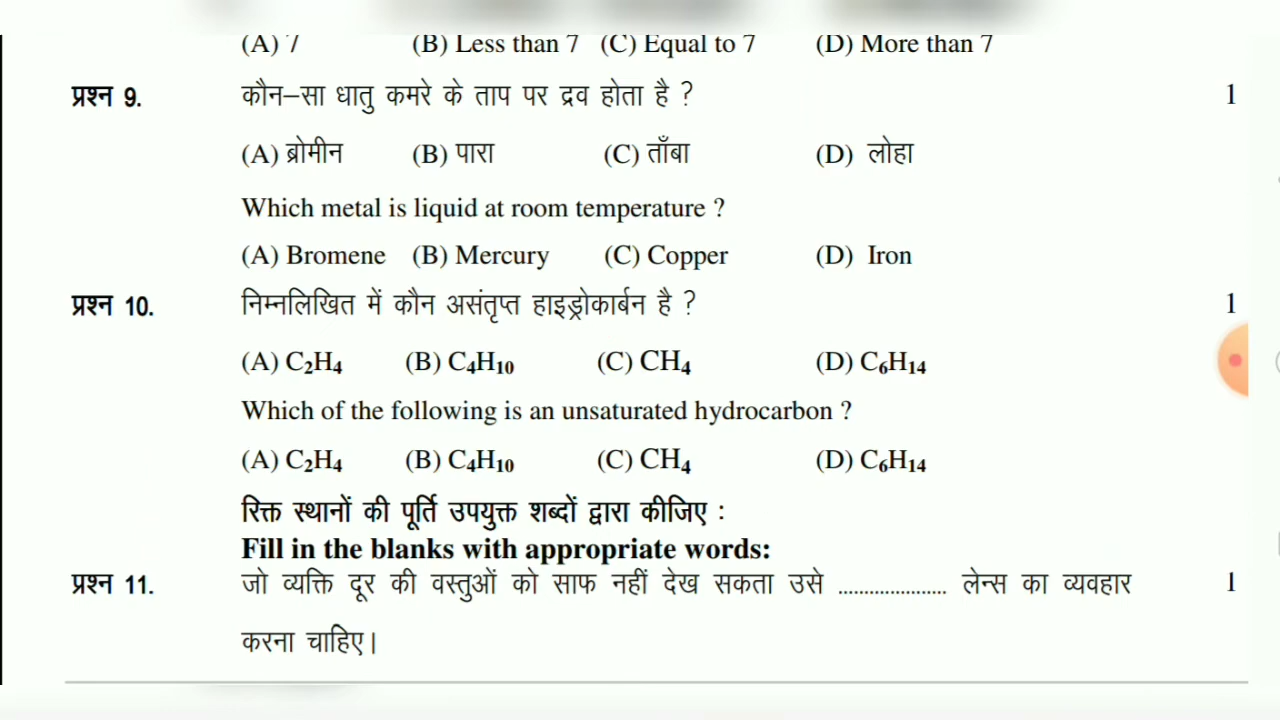 (A) 7 (B) Less than 7 (C) Equal to 7 (D) More than 7
प्रश्न 9. कौन–सा धातु कमरे के ताप पर द्रव होता है ? 1
(A) ब्रोमीन (B) पारा (C) ताँबा (D) लोहा
Which metal is liquid at room temperature ?
(A) Bromene (B) Mercury (C) Copper (D) Iron
प्रश्न 10. निम्नलिखित में कौन असंतृप्त हाइड्रोकार्बन है ? 1
(A) C₂H₄ (B) C₄H₁₀ (C) CH₄ (D) C₆H₁₄
Which of the following is an unsaturated hydrocarbon ?
(A) C₂H₄ (B) C₄H₁₀ (C) CH₄ (D) C₆H₁₄
रिक्त स्थानों की पूर्ति उपयुक्त शब्दों द्वारा कीजिए :
Fill in the blanks with appropriate words:
प्रश्न 11. जो व्यक्ति दूर की वस्तुओं को साफ नहीं देख सकता उसे ..................... लेन्स का व्यवहार 1
करना चाहिए।